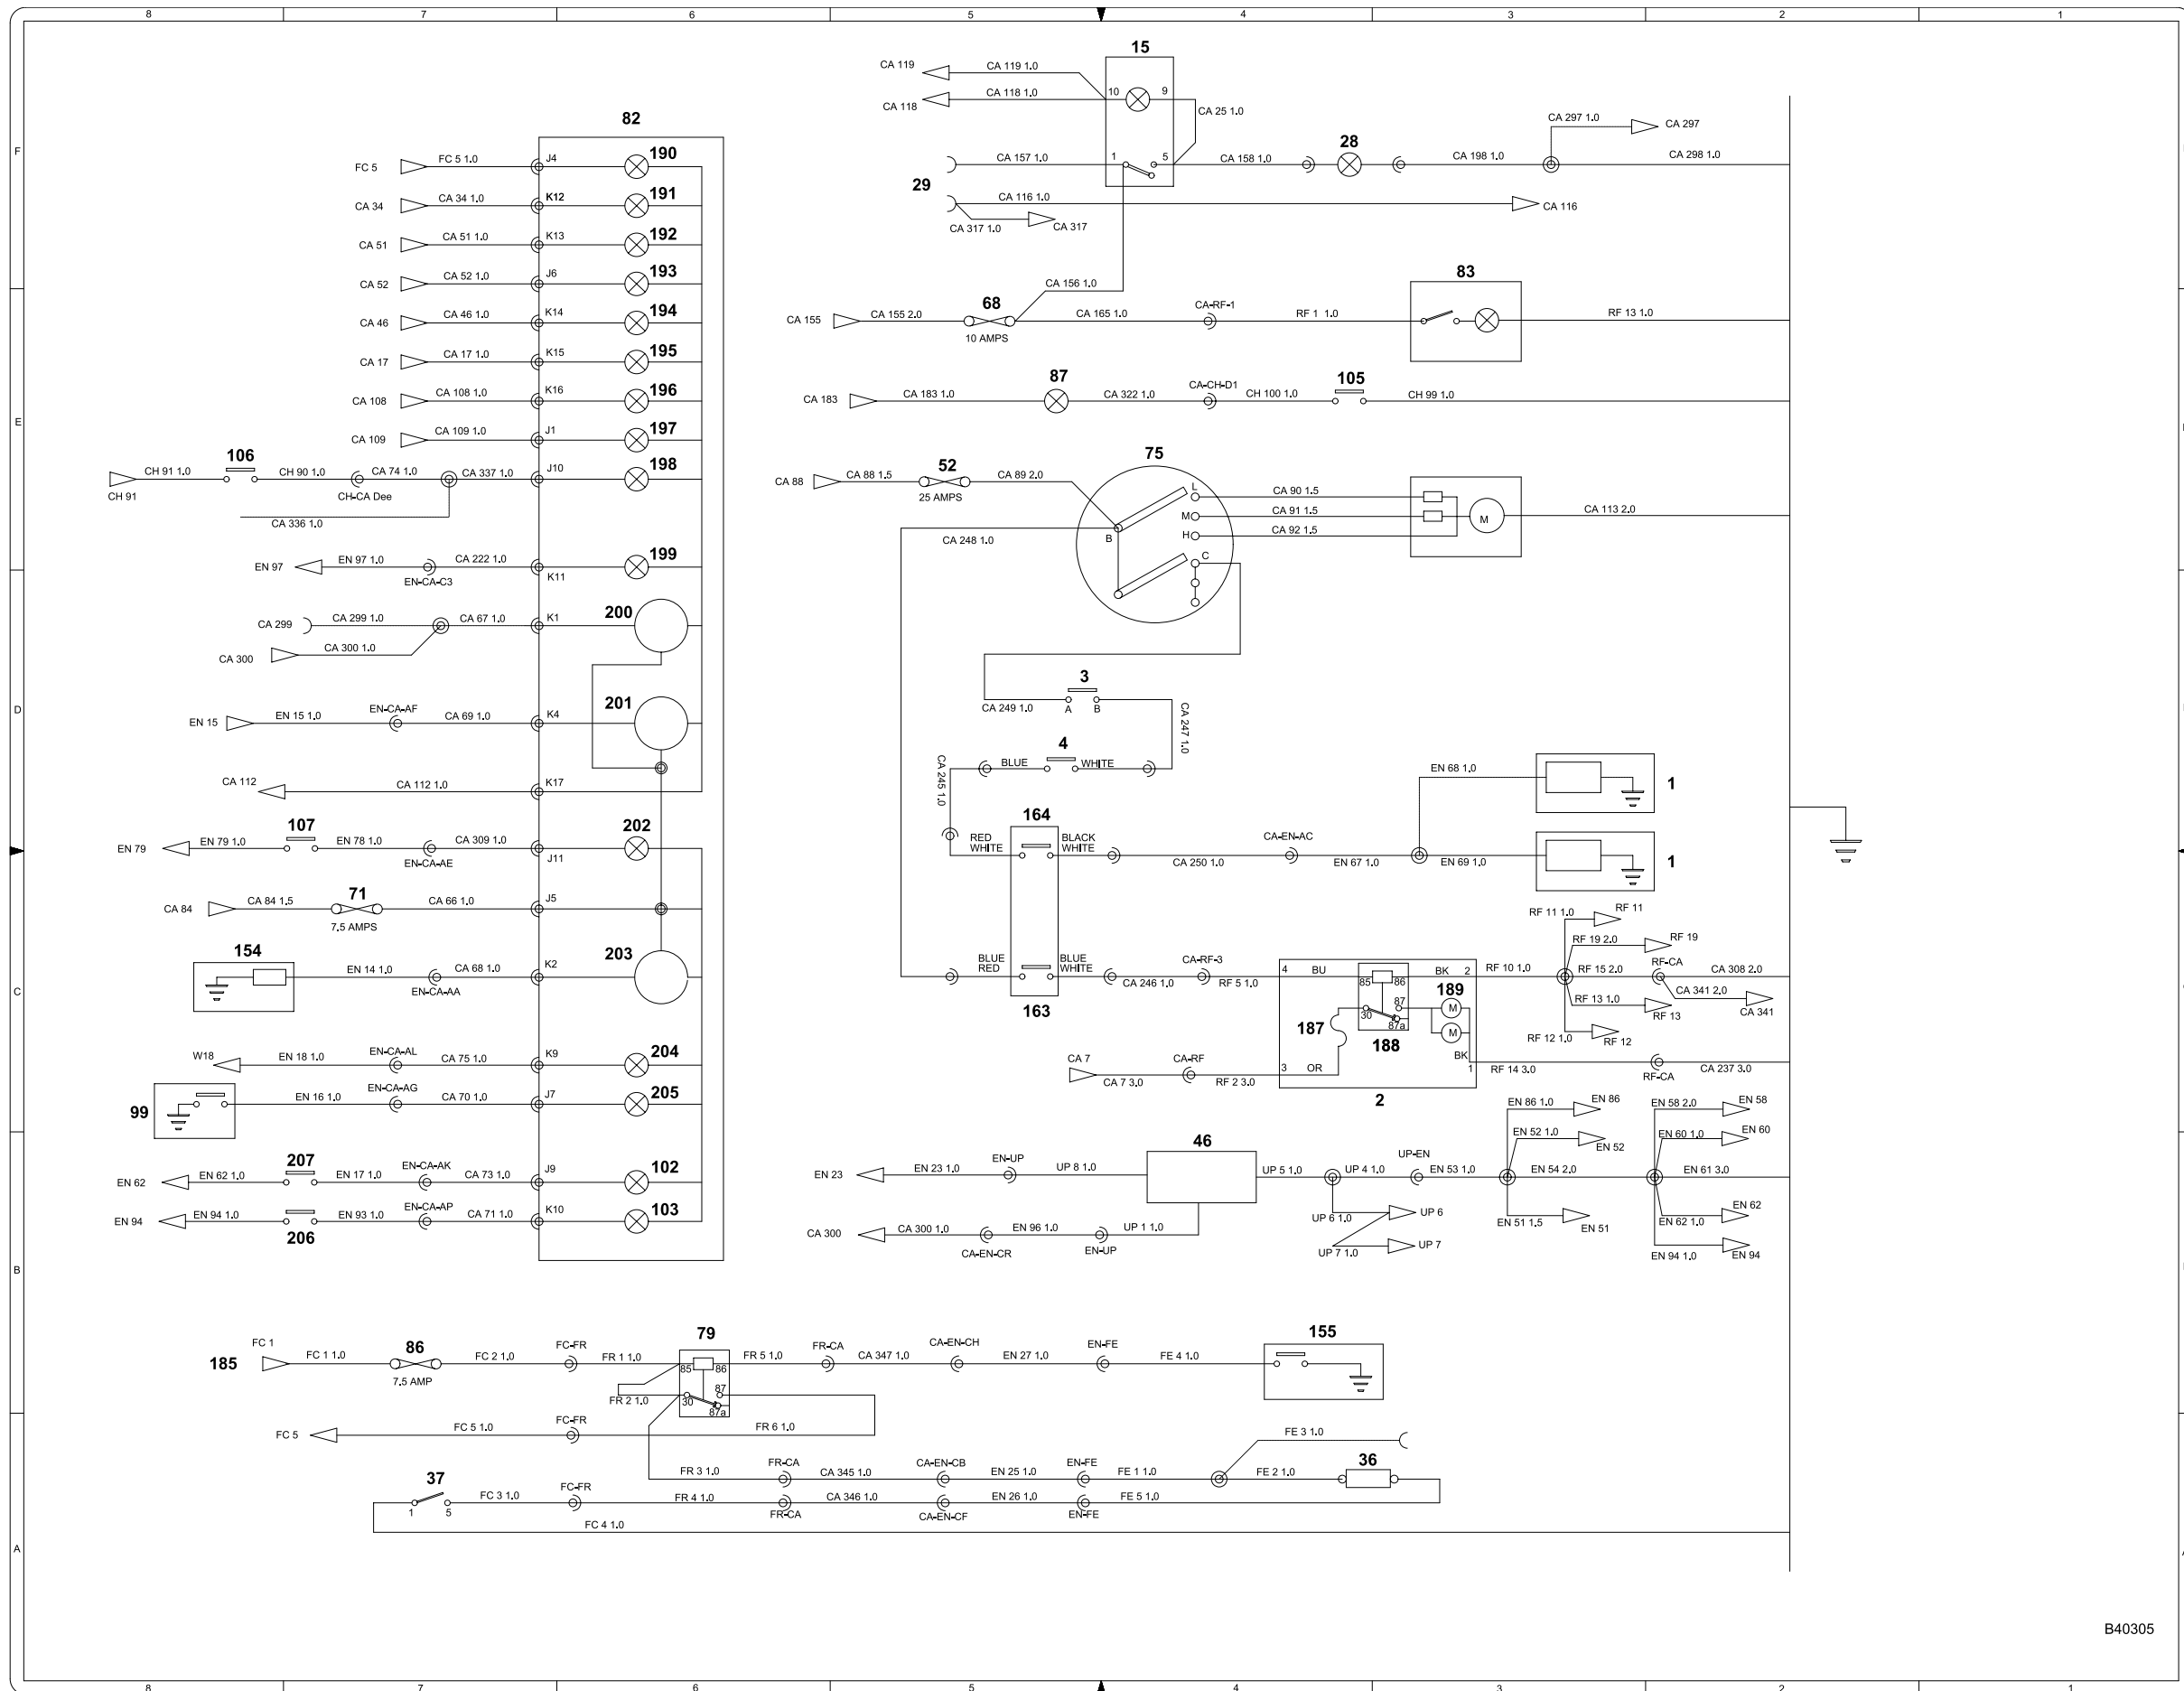 8 7 6 5 4 3 2 1
F
E
D
C
B
A
82
FC 5 FC 5 1.0 J4 190
CA 34 CA 34 1.0 K12 191
CA 51 CA 51 1.0 K13 192
CA 52 CA 52 1.0 J6 193
CA 46 CA 46 1.0 K14 194
CA 17 CA 17 1.0 K15 195
CA 108 CA 108 1.0 K16 196
CA 109 CA 109 1.0 J1 197
106
CH 91 CH 91 1.0 CH 90 1.0 CA 74 1.0 CA 337 1.0 J10 198
CH-CA Dee
CA 336 1.0
EN 97 EN 97 1.0 CA 222 1.0 K11 199
EN-CA-C3
CA 299 CA 299 1.0 CA 67 1.0 K1 200
CA 300 CA 300 1.0
EN 15 EN 15 1.0 EN-CA-AF CA 69 1.0 K4 201
CA 112 CA 112 1.0 K17
107
EN 79 EN 79 1.0 EN 78 1.0 CA 309 1.0 J11 202
EN-CA-AE
71
CA 84 CA 84 1.5 CA 66 1.0 J5
7.5 AMPS
154
EN 14 1.0 CA 68 1.0 K2 203
EN-CA-AA
W18 EN 18 1.0 EN-CA-AL CA 75 1.0 K9 204
99 EN 16 1.0 EN-CA-AG CA 70 1.0 J7 205
207
EN 62 EN 62 1.0 EN 17 1.0 EN-CA-AK CA 73 1.0 J9 102
EN 94 EN 94 1.0 EN 93 1.0 EN-CA-AP CA 71 1.0 K10 103
206
15
CA 119 CA 119 1.0
CA 118 CA 118 1.0 10 9
CA 25 1.0
CA 157 1.0 1 5 CA 158 1.0 28 CA 198 1.0 CA 298 1.0
CA 297 1.0 CA 297
29
CA 116 1.0 CA 116
CA 317 1.0 CA 317
CA 156 1.0
83
CA 155 CA 155 2.0 68 CA 165 1.0 CA-RF-1 RF 1 1.0 RF 13 1.0
10 AMPS
CA 183 CA 183 1.0 87 CA 322 1.0 CA-CH-D1 CH 100 1.0 105 CH 99 1.0
75
CA 88 CA 88 1.5 52 CA 89 2.0
25 AMPS
L CA 90 1.5
M CA 91 1.5
H CA 92 1.5
B
C
M CA 113 2.0
CA 248 1.0
3
CA 249 1.0 A B
CA 247 1.0
4
BLUE WHITE
CA 245 1.0
EN 68 1.0 1
164
RED WHITE BLACK WHITE CA 250 1.0 CA-EN-AC EN 67 1.0 EN 69 1.0 1
BLUE RED BLUE WHITE CA 246 1.0 CA-RF-3 RF 5 1.0
163
4 BU 85 86 BK 2
189
87
30
87a
M
M
187
188
BK
1
3 OR
2
RF 10 1.0
RF 11 1.0 RF 11
RF 19 2.0 RF 19
RF 15 2.0 RF-CA CA 308 2.0
CA 341 2.0
CA 341
RF 13 1.0 RF 13
RF 12 1.0 RF 12
RF 14 3.0 RF-CA CA 237 3.0
CA 7 CA 7 3.0 CA-RF RF 2 3.0
46
EN 23 EN 23 1.0 EN-UP UP 8 1.0
UP 5 1.0 UP 4 1.0 UP-EN EN 53 1.0 EN 54 2.0 EN 61 3.0
EN 86 1.0 EN 86
EN 52 1.0 EN 52
EN 51 1.5 EN 51
EN 58 2.0 EN 58
EN 60 1.0 EN 60
EN 62 1.0 EN 62
EN 94 1.0 EN 94
UP 6 1.0 UP 6
UP 7 1.0 UP 7
CA 300 CA 300 1.0 CA-EN-CR EN 96 1.0 EN-UP UP 1 1.0
185 FC 1 FC 1 1.0 86 FC 2 1.0 FC-FR FR 1 1.0
7.5 AMP
79
85 86
87
30
87a
FR 2 1.0
FR 5 1.0 FR-CA CA 347 1.0 CA-EN-CH EN 27 1.0 EN-FE FE 4 1.0 155
FC 5 FC 5 1.0 FC-FR FR 6 1.0
FE 3 1.0
FR 3 1.0 FR-CA CA 345 1.0 CA-EN-CB EN 25 1.0 EN-FE FE 1 1.0 FE 2 1.0 36
37
1 5 FC 3 1.0 FC-FR FR 4 1.0 FR-CA CA 346 1.0 CA-EN-CF EN 26 1.0 EN-FE FE 5 1.0
FC 4 1.0
B40305
8 7 6 5 4 3 2 1